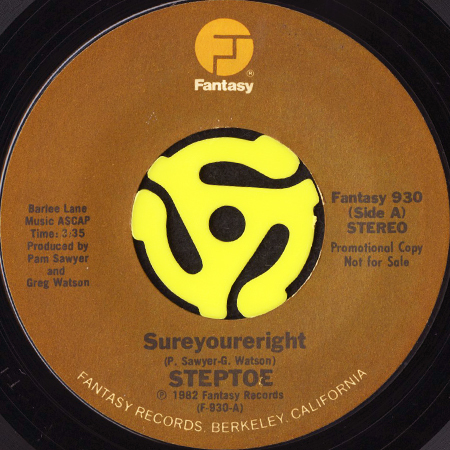 Fantasy®
Barlee Lane
Music ASCAP
Time: 3:35
Produced by
Pam Sawyer
and
Greg Watson
Fantasy 930
(Side A)
STEREO
Promotional Copy
Not for Sale
Sureyoureright
(P. Sawyer-G. Watson)
STEPTOE
℗ 1982 Fantasy Records
(F-930-A)
FANTASY RECORDS, BERKELEY, CALIFORNIA